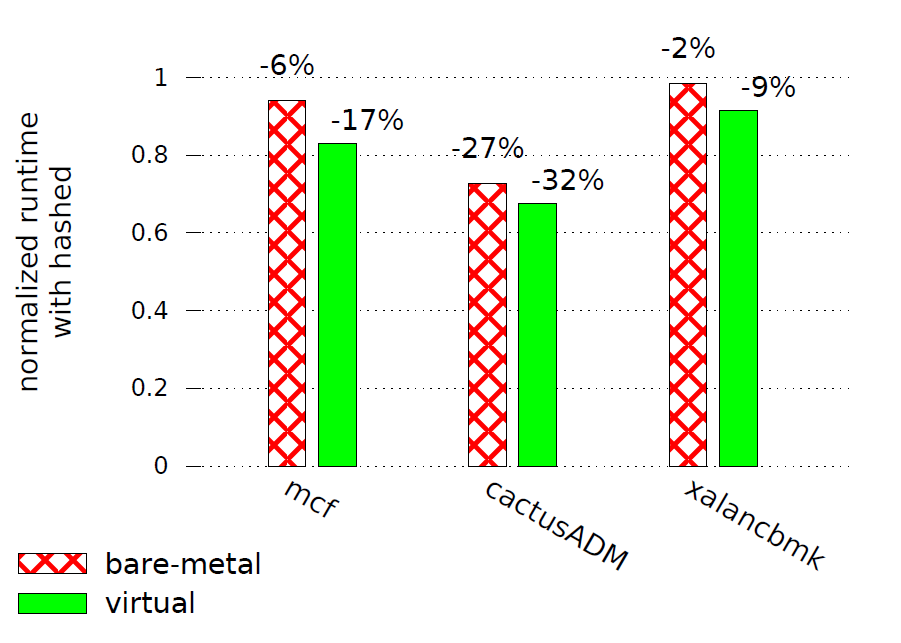 normalized runtime
with hashed
1
0.8
0.6
0.4
0.2
0
-6%
-17%
-27%
-32%
-2%
-9%
mcf
cactusADM
xalancbmk
bare-metal
virtual